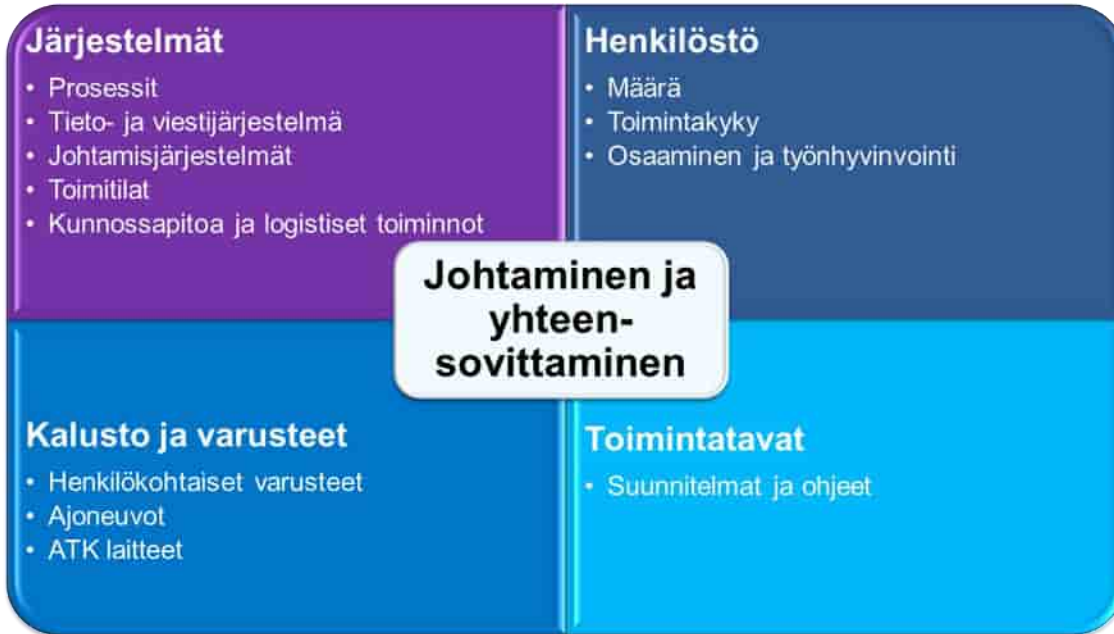 Järjestelmät
• Prosessit
• Tieto- ja viestijärjestelmä
• Johtamisjärjestelmät
• Toimitilat
• Kunnossapitoa ja logistiset toiminnot
Henkilöstö
• Määrä
• Toimintakyky
• Osaaminen ja työnhyvinvointi
Johtaminen ja
yhteen-
sovittaminen
Kalusto ja varusteet
• Henkilökohtaiset varusteet
• Ajoneuvot
• ATK laitteet
Toimintatavat
• Suunnitelmat ja ohjeet